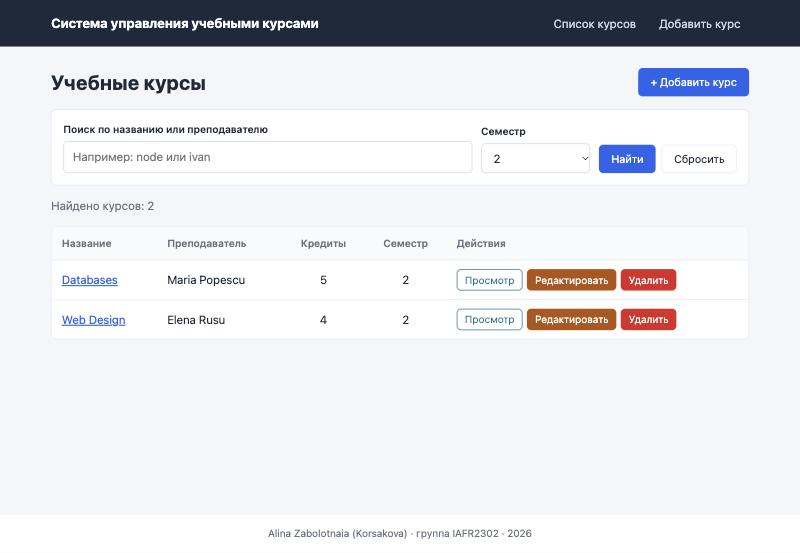 Система управления учебными курсами Список курсов Добавить курс
Учебные курсы + Добавить курс
Поиск по названию или преподавателю Семестр
Например: node или ivan 2 Найти Сбросить
Найдено курсов: 2
Название Преподаватель Кредиты Семестр Действия
Databases Maria Popescu 5 2 Просмотр Редактировать Удалить
Web Design Elena Rusu 4 2 Просмотр Редактировать Удалить
Alina Zabolotnaia (Korsakova) · группа IAFR2302 · 2026